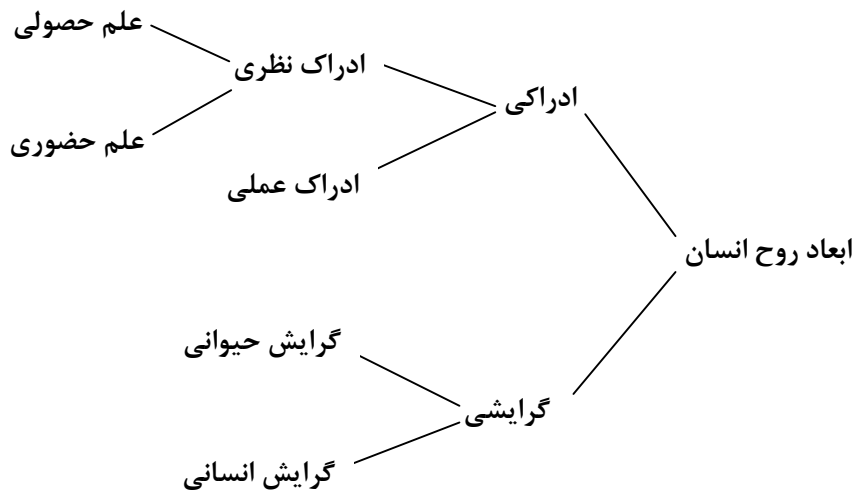 ابعاد روح انسان
ادراکی
ادراک نظری
علم حصولی
علم حضوری
ادراک عملی
گرایشی
گرایش حیوانی
گرایش انسانی